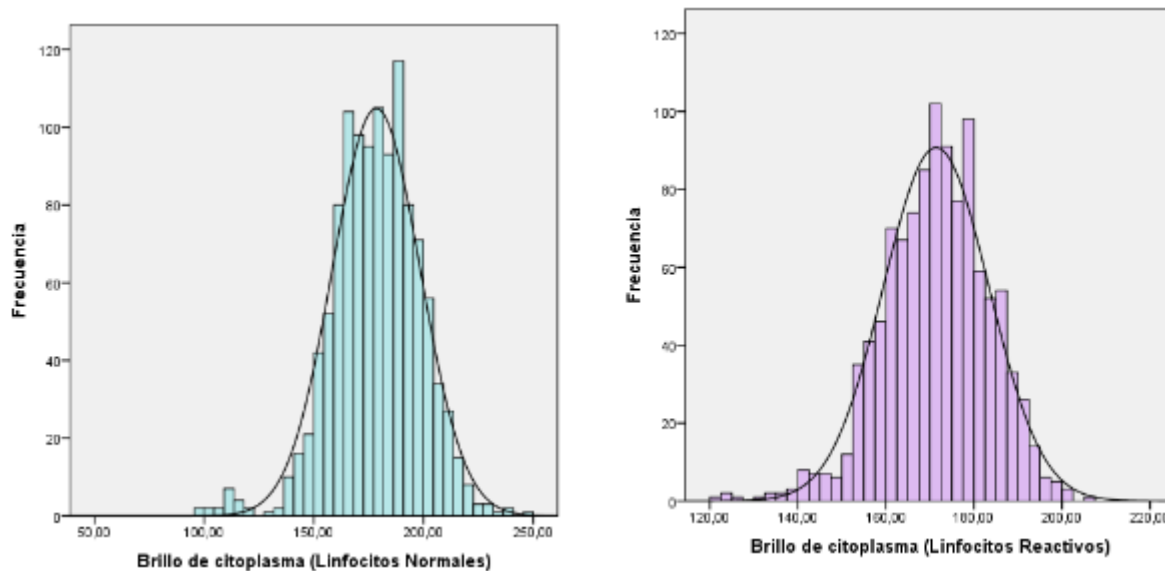 120
100
80
60
40
20
0
Frecuencia
50,00 100,00 150,00 200,00 250,00
Brillo de citoplasma (Linfocitos Normales)
120
100
80
60
40
20
0
Frecuencia
120,00 140,00 160,00 180,00 200,00 220,00
Brillo de citoplasma (Linfocitos Reactivos)